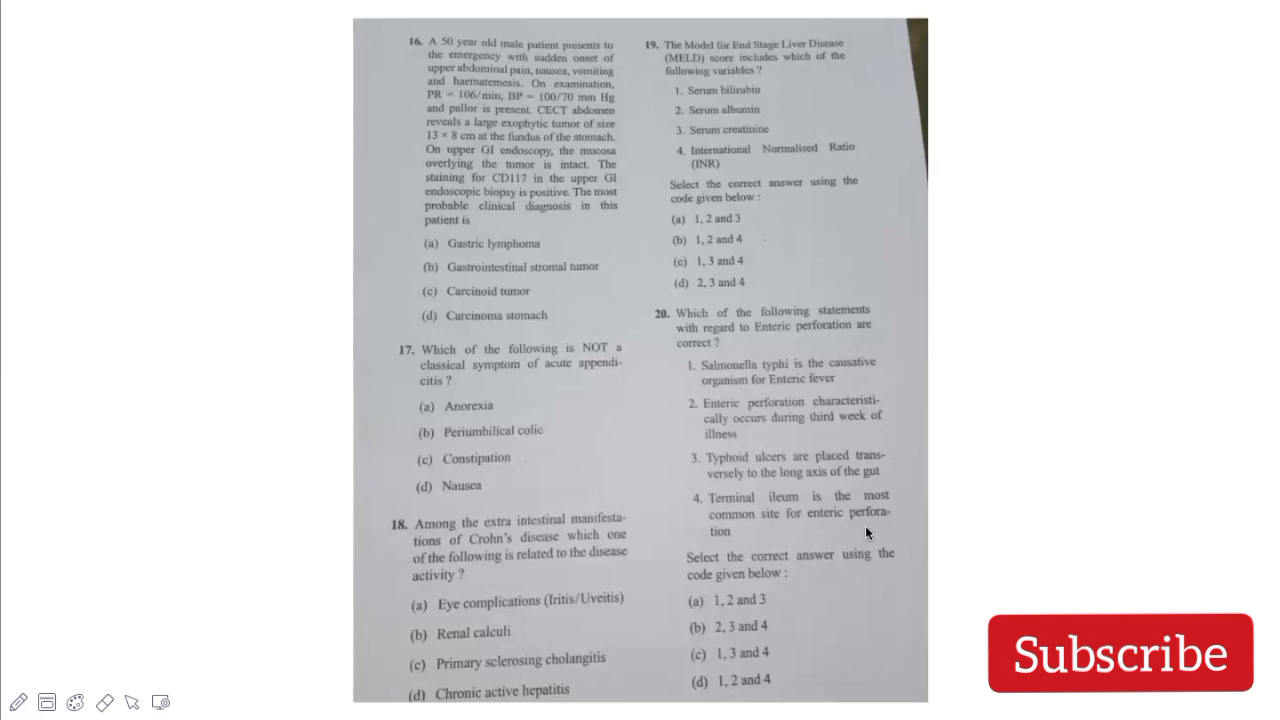 16. A 50 year old male patient presents to
the emergency with sudden onset of
upper abdominal pain, nausea, vomiting
and haematemesis. On examination,
PR = 106/min, BP = 100/70 mm Hg
and pallor is present. CECT abdomen
reveals a large exophytic tumor of size
13 × 8 cm at the fundus of the stomach.
On upper GI endoscopy, the mucosa
overlying the tumor is intact. The
staining for CD117 in the upper GI
endoscopic biopsy is positive. The most
probable clinical diagnosis in this
patient is
(a) Gastric lymphoma
(b) Gastrointestinal stromal tumor
(c) Carcinoid tumor
(d) Carcinoma stomach
17. Which of the following is NOT a
classical symptom of acute appendi-
citis ?
(a) Anorexia
(b) Periumbilical colic
(c) Constipation
(d) Nausea
18. Among the extra intestinal manifesta-
tions of Crohn's disease which one
of the following is related to the disease
activity ?
(a) Eye complications (Iritis/Uveitis)
(b) Renal calculi
(c) Primary sclerosing cholangitis
(d) Chronic active hepatitis
19. The Model for End Stage Liver Disease
(MELD) score includes which of the
following variables ?
1. Serum bilirubin
2. Serum albumin
3. Serum creatinine
4. International Normalised Ratio
(INR)
Select the correct answer using the
code given below :
(a) 1, 2 and 3
(b) 1, 2 and 4
(c) 1, 3 and 4
(d) 2, 3 and 4
20. Which of the following statements
with regard to Enteric perforation are
correct ?
1. Salmonella typhi is the causative
organism for Enteric fever
2. Enteric perforation characteristi-
cally occurs during third week of
illness
3. Typhoid ulcers are placed trans-
versely to the long axis of the gut
4. Terminal ileum is the most
common site for enteric perfora-
tion
Select the correct answer using the
code given below :
(a) 1, 2 and 3
(b) 2, 3 and 4
(c) 1, 3 and 4
(d) 1, 2 and 4
Subscribe